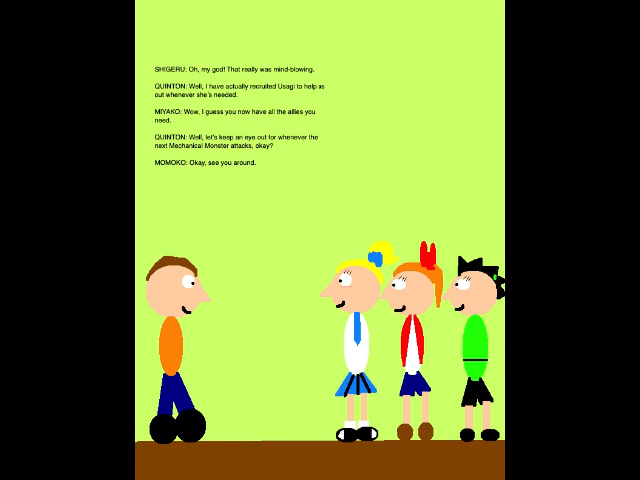 SHIGERU: Oh, my god! That really was mind-blowing.
QUINTON: Well, I have actually recruited Usagi to help us
out whenever she's needed.
MIYAKO: Wow, I guess you now have all the allies you
need.
QUINTON: Well, let's keep an eye out for whenever the
next Mechanical Monster attacks, okay?
MOMOKO: Okay, see you around.